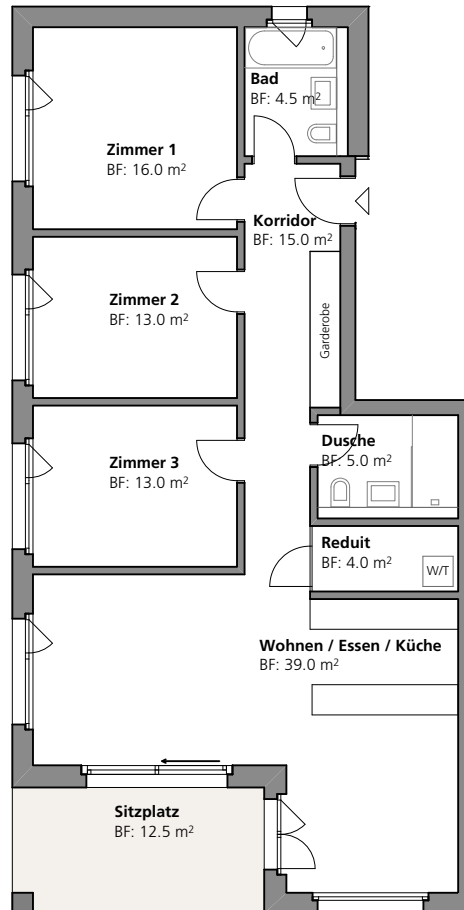 Bad
BF: 4.5 m²
Zimmer 1
BF: 16.0 m²
Korridor
BF: 15.0 m²
Zimmer 2
BF: 13.0 m²
Garderobe
Dusche
BF: 5.0 m²
Zimmer 3
BF: 13.0 m²
Reduit
BF: 4.0 m²
W/T
Wohnen / Essen / Küche
BF: 39.0 m²
Sitzplatz
BF: 12.5 m²